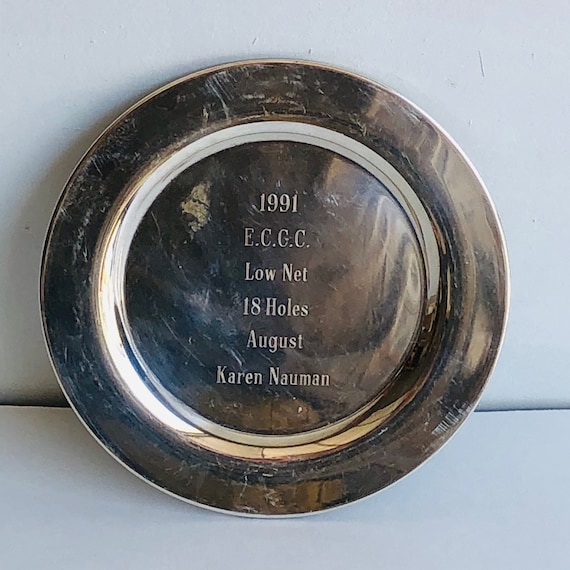 1991
E.C.G.C.
Low Net
18 Holes
August
Karen Nauman